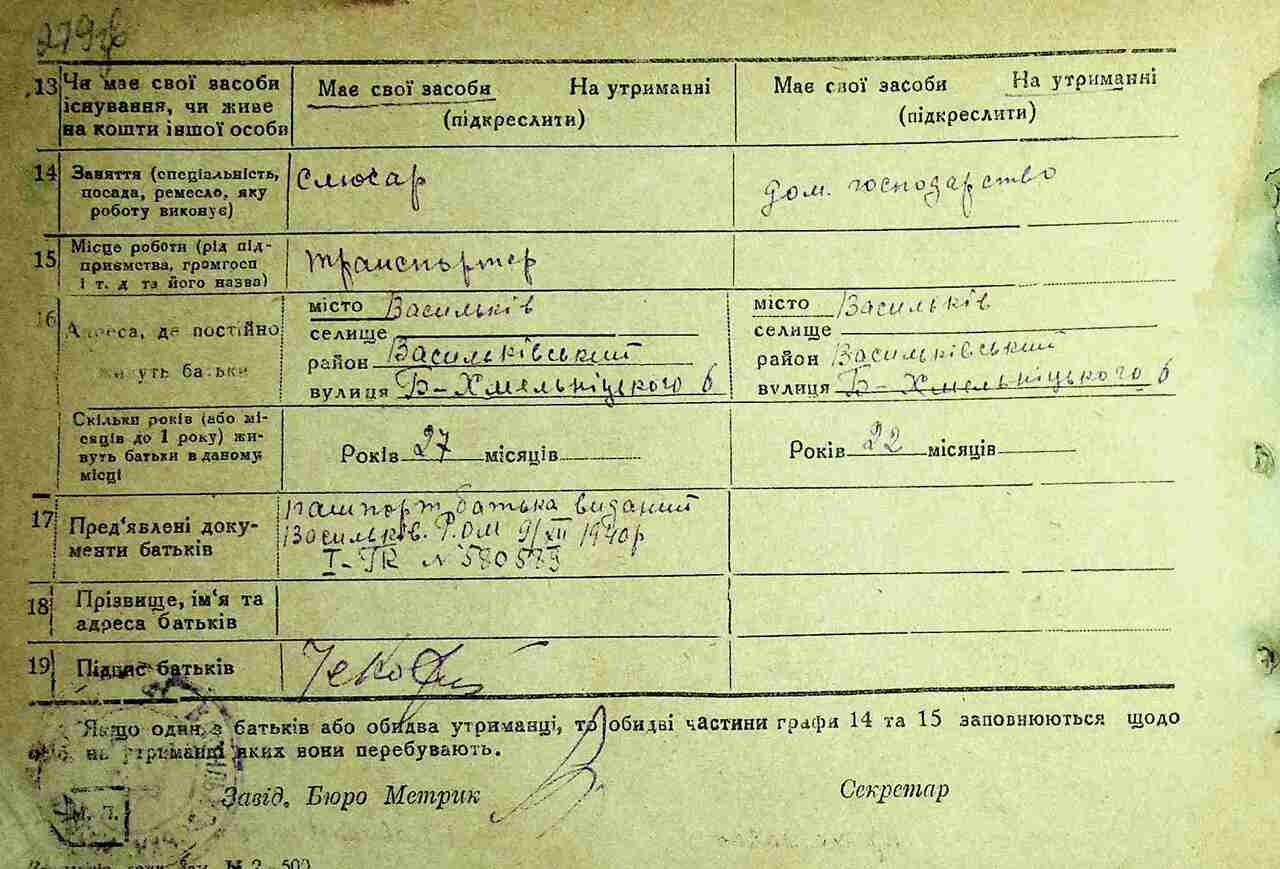 13 Чи має свої засоби існування, чи живе на кошти іншої особи
Має свої засоби На утриманні
(підкреслити)
Має свої засоби На утриманні
(підкреслити)
14 Заняття (спеціальність, посада, ремесло, яку роботу виконує)
Слюсар
Дом. господарство
15 Місце роботи (рід підприємства, громгосп і т. д та його назва)
транспортер
16 Адреса, де постійно живуть батьки
місто Васильків
селище
район Васильківський
вулиця Б-Хмельніцького 6
місто Васильків
селище
район Васильківський
вулиця Б-Хмельніцького 6
Скільки років (або місяців до 1 року) живуть батьки в даному місці
Років 27 місяців
Років 22 місяців
17 Пред'явлені документи батьків
паспорт батька виданий
Васильків. Р.ОМ 9/XII 1940р
N 580583
18 Прізвище, ім'я та адреса батьків
19 Підпис батьків
Якщо один з батьків або обидва утриманці, то обидві частини графи 14 та 15 заповнюються щодо
на утриманні яких вони перебувають.
Завід. Бюро Метрик
Секретар
М. П.